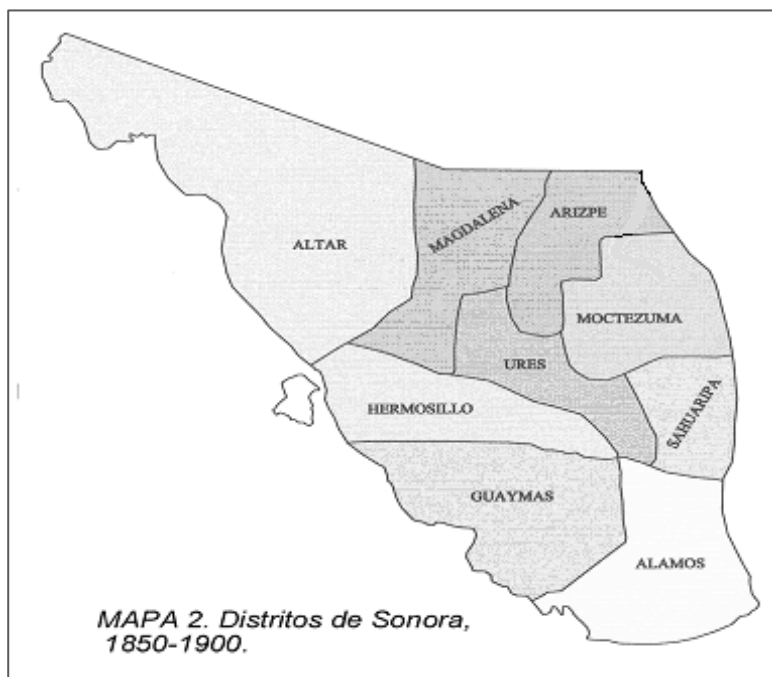 MAGDALENA
ARIZPE
ALTAR
MOCTEZUMA
URES
HERMOSILLO
SAHUARIPA
GUAYMAS
ALAMOS
MAPA 2. Distritos de Sonora,
1850-1900.